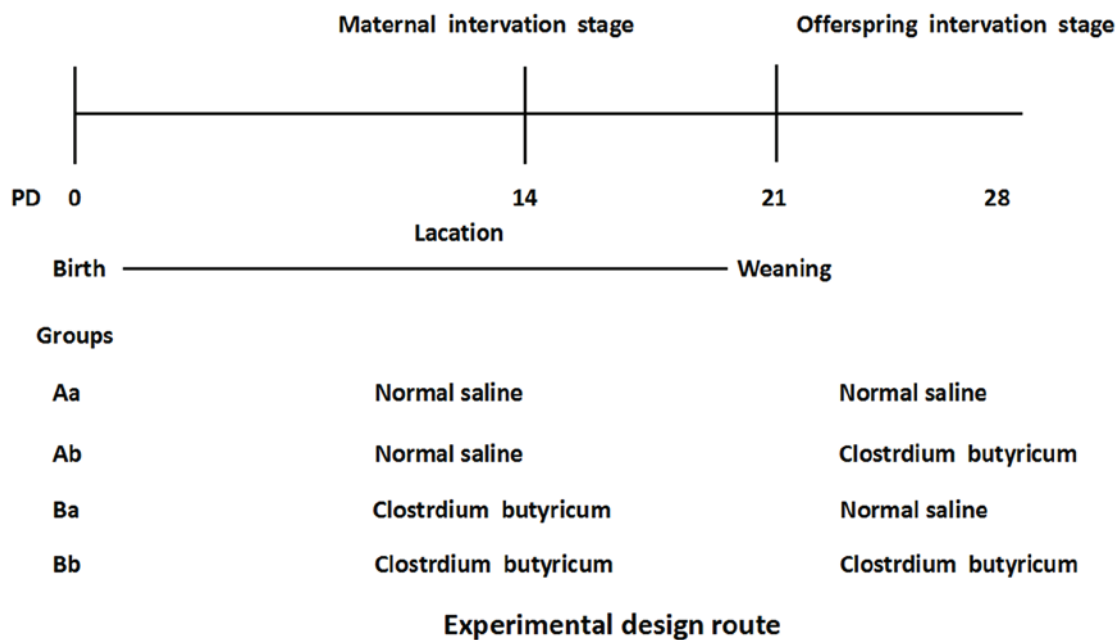 Maternal intervation stage Offerspring intervation stage
PD 0 14 21 28
Lacation
Birth Weaning
Groups
Aa Normal saline Normal saline
Ab Normal saline Clostrdium butyricum
Ba Clostrdium butyricum Normal saline
Bb Clostrdium butyricum Clostrdium butyricum
Experimental design route